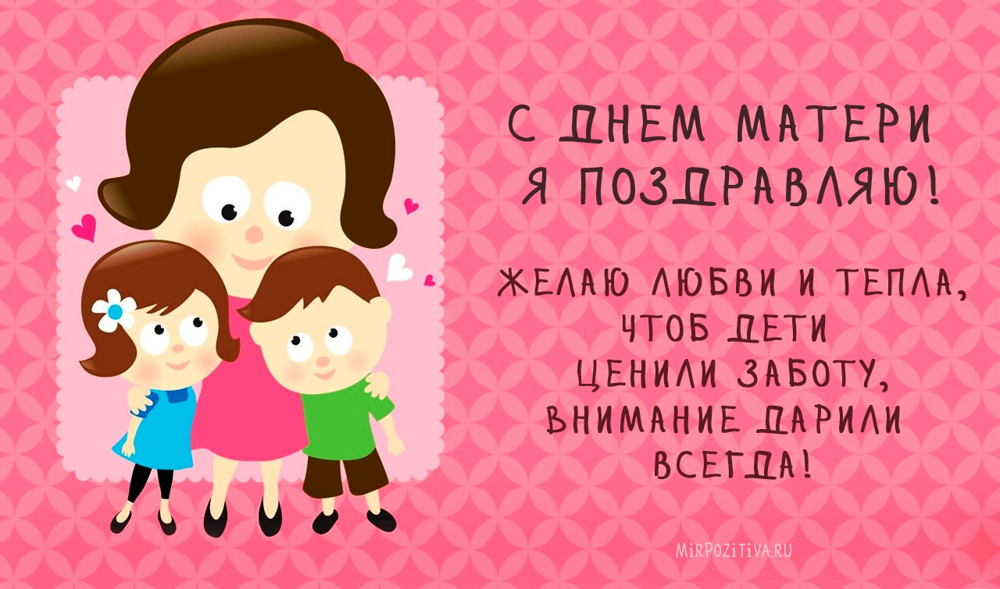 С ДНЕМ МАТЕРИ
Я ПОЗДРАВЛЯЮ!
ЖЕЛАЮ ЛЮБВИ И ТЕПЛА,
ЧТОБ ДЕТИ
ЦЕНИЛИ ЗАБОТУ,
ВНИМАНИЕ ДАРИЛИ
ВСЕГДА!
MiRPOZiTiVA.RU